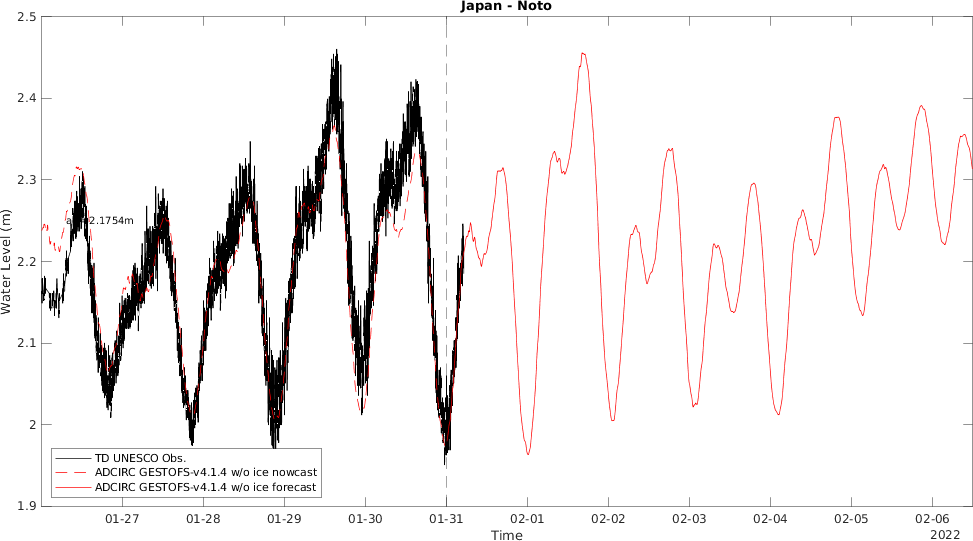 Japan - Noto
2.5
2.4
2.3
2.2
2.1
2
1.9
Water Level (m)
2.1754m
TD UNESCO Obs.
ADCIRC GESTOFS-v4.1.4 w/o ice nowcast
ADCIRC GESTOFS-v4.1.4 w/o ice forecast
01-27 01-28 01-29 01-30 01-31 02-01 02-02 02-03 02-04 02-05 02-06
Time
2022